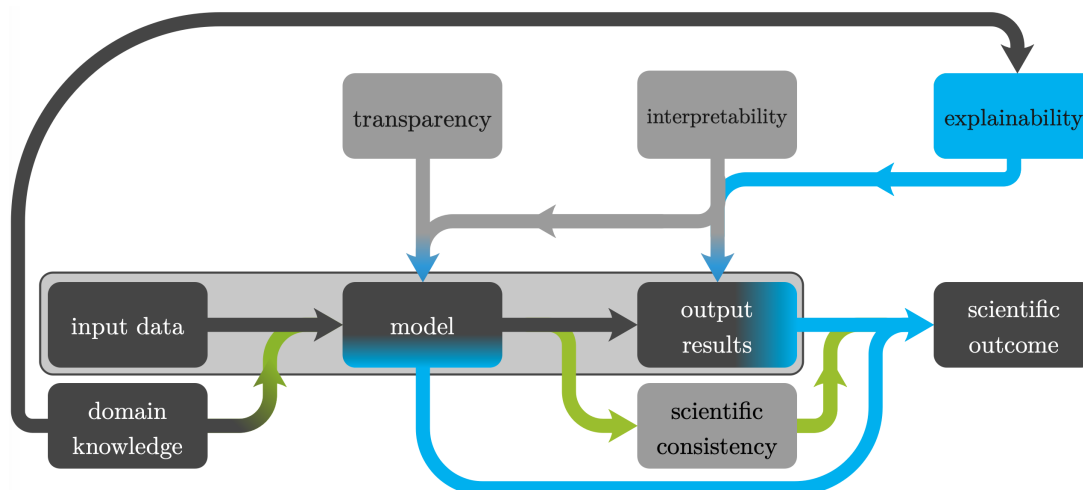 transparency
interpretability
explainability
input data
model
output
results
scientific
outcome
domain
knowledge
scientific
consistency